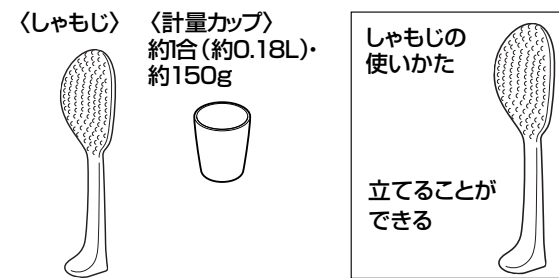 〈しゃもじ〉
〈計量カップ〉
約1合(約0.18L)・
約150g
しゃもじの
使いかた
立てることが
できる